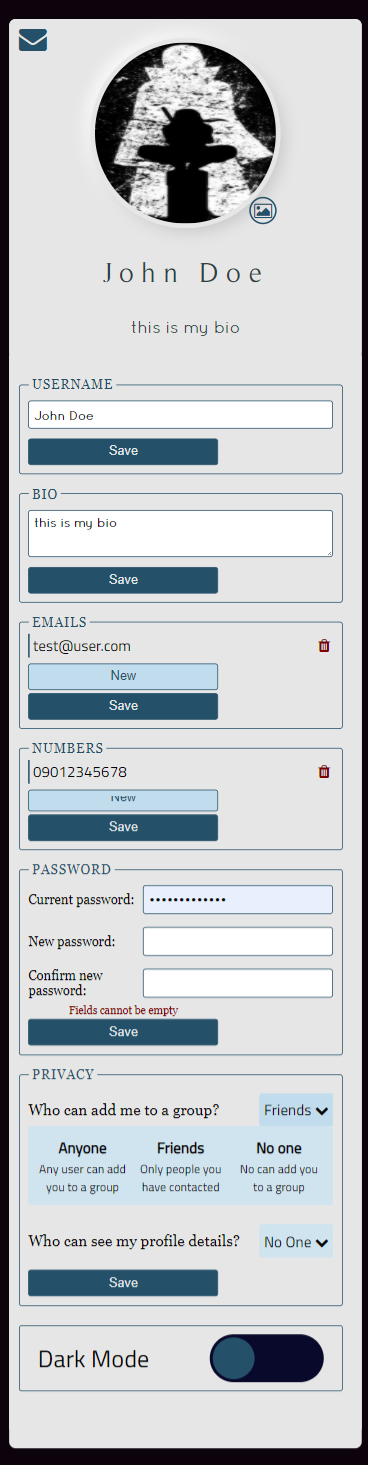 John Doe
this is my bio
USERNAME
John Doe
Save
BIO
this is my bio
Save
EMAILS
test@user.com
New
Save
NUMBERS
09012345678
New
Save
PASSWORD
Current password: •••••••••••••
New password:
Confirm new
password:
Fields cannot be empty
Save
PRIVACY
Who can add me to a group? Friends
Anyone Friends No one
Any user can add Only people you No can add you
you to a group have contacted to a group
Who can see my profile details? No One
Save
Dark Mode